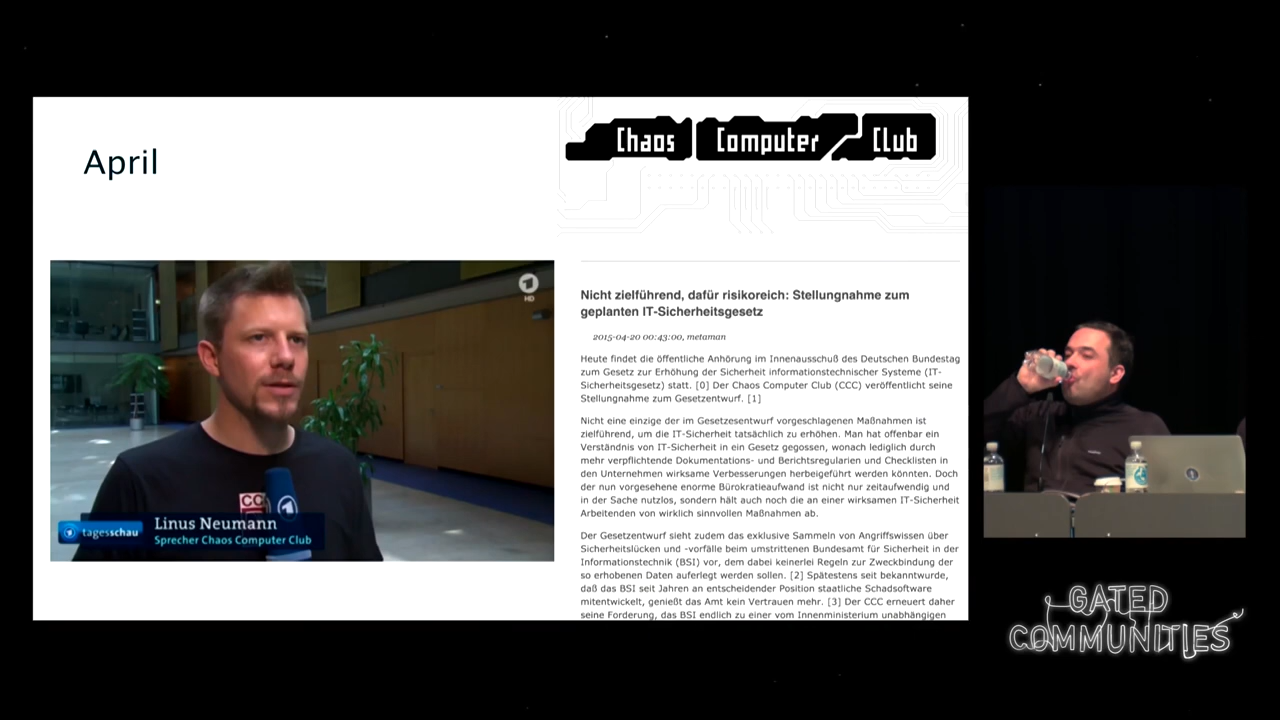 April
Chaos Computer Club
HD
tagesschau
Linus Neumann
Sprecher Chaos Computer Club
Nicht zielführend, dafür risikoreich: Stellungnahme zum
geplanten IT-Sicherheitsgesetz
2015-04-20 00:43:00, metaman
Heute findet die öffentliche Anhörung im Innenausschuß des Deutschen Bundestag
zum Gesetz zur Erhöhung der Sicherheit informationstechnischer Systeme (IT-
Sicherheitsgesetz) statt. [0] Der Chaos Computer Club (CCC) veröffentlicht seine
Stellungnahme zum Gesetzentwurf. [1]
Nicht eine einzige der im Gesetzesentwurf vorgeschlagenen Maßnahmen ist
zielführend, um die IT-Sicherheit tatsächlich zu erhöhen. Man hat offenbar ein
Verständnis von IT-Sicherheit in ein Gesetz gegossen, wonach lediglich durch
mehr verpflichtende Dokumentations- und Berichtsregularien und Checklisten in
den Unternehmen wirksame Verbesserungen herbeigeführt werden könnten. Doch
der nun vorgesehene enorme Bürokratieaufwand ist nicht nur zeitaufwendig und
in der Sache nutzlos, sondern hält auch noch die an einer wirksamen IT-Sicherheit
Arbeitenden von wirklich sinnvollen Maßnahmen ab.
Der Gesetzentwurf sieht zudem das exklusive Sammeln von Angriffswissen über
Sicherheitslücken und -vorfälle beim umstrittenen Bundesamt für Sicherheit in der
Informationstechnik (BSI) vor, dem dabei keinerlei Regeln zur Zweckbindung der
so erhobenen Daten auferlegt werden sollen. [2] Spätestens seit bekanntwurde,
daß das BSI seit Jahren an entscheidender Position staatliche Schadsoftware
mitentwickelt, genießt das Amt kein Vertrauen mehr. [3] Der CCC erneuert daher
seine Forderung, das BSI endlich zu einer vom Innenministerium unabhängigen
GATED
COMMUNITIES